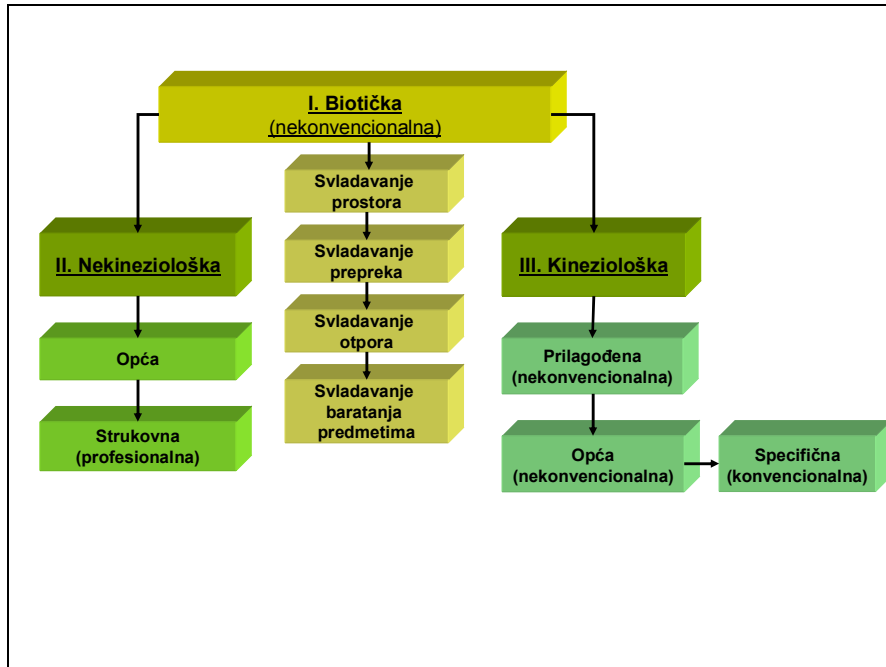 I. Biotička
(nekonvencionalna)
Svladavanje
prostora
II. Nekineziološka
Svladavanje
prepreka
III. Kineziološka
Svladavanje
otpora
Opća
Prilagođena
(nekonvencionalna)
Svladavanje
baratanja
predmetima
Strukovna
(profesionalna)
Opća
(nekonvencionalna)
Specifična
(konvencionalna)